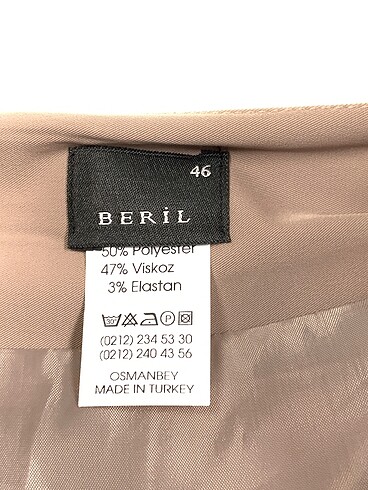 46
BERİL
50% Polyester
47% Viskoz
3% Elastan
(0212) 234 53 30
(0212) 240 43 56
OSMANBEY
MADE IN TURKEY